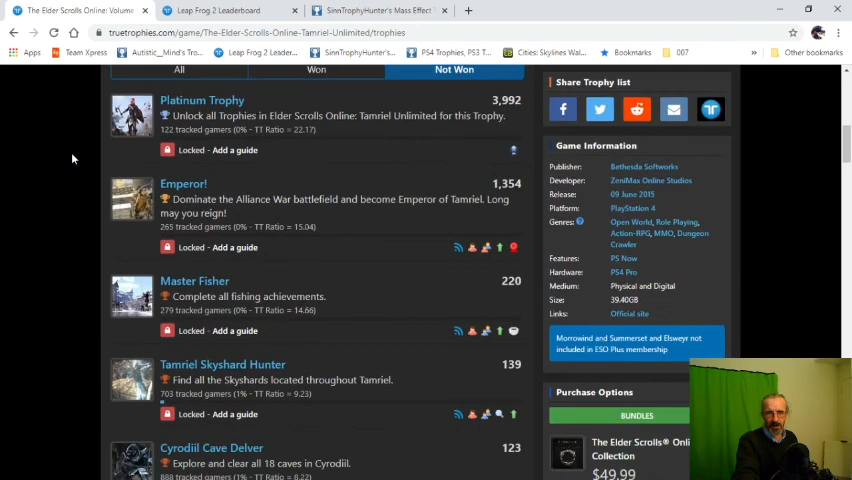 The Elder Scrolls Online: Volume
Leap Frog 2 Leaderboard
SinnTrophyHunter's Mass Effect T
truetrophies.com/game/The-Elder-Scrolls-Online-Tamriel-Unlimited/trophies
Apps
Team Xpress
Autistic_Mind's Tro...
Leap Frog 2 Leader...
SinnTrophyHunter's...
PS4 Trophies, PS3 T...
Cities: Skylines Wal...
Bookmarks
007
Other bookmarks
All
Won
Not Won
Platinum Trophy
3,992
Unlock all Trophies in Elder Scrolls Online: Tamriel Unlimited for this Trophy.
122 tracked gamers (0% - TT Ratio = 22.17)
Locked - Add a guide
Emperor!
1,354
Dominate the Alliance War battlefield and become Emperor of Tamriel. Long
may you reign!
265 tracked gamers (0% - TT Ratio = 15.04)
Locked - Add a guide
Master Fisher
220
Complete all fishing achievements.
279 tracked gamers (0% - TT Ratio = 14.66)
Locked - Add a guide
Tamriel Skyshard Hunter
139
Find all the Skyshards located throughout Tamriel.
703 tracked gamers (1% - TT Ratio = 9.23)
Locked - Add a guide
Cyrodiil Cave Delver
123
Explore and clear all 18 caves in Cyrodiil.
888 tracked gamers (1% - TT Ratio = 8.22)
Share Trophy list
Game Information
Publisher: Bethesda Softworks
Developer: ZeniMax Online Studios
Release: 09 June 2015
Platform: PlayStation 4
Genres: Open World, Role Playing,
Action-RPG, MMO, Dungeon
Crawler
Features: PS Now
Hardware: PS4 Pro
Medium: Physical and Digital
Size: 39.40GB
Links: Official site
Morrowind and Summerset and Elsweyr not
included in ESO Plus membership
Purchase Options
BUNDLES
The Elder Scrolls® Onli
Collection
$49.99